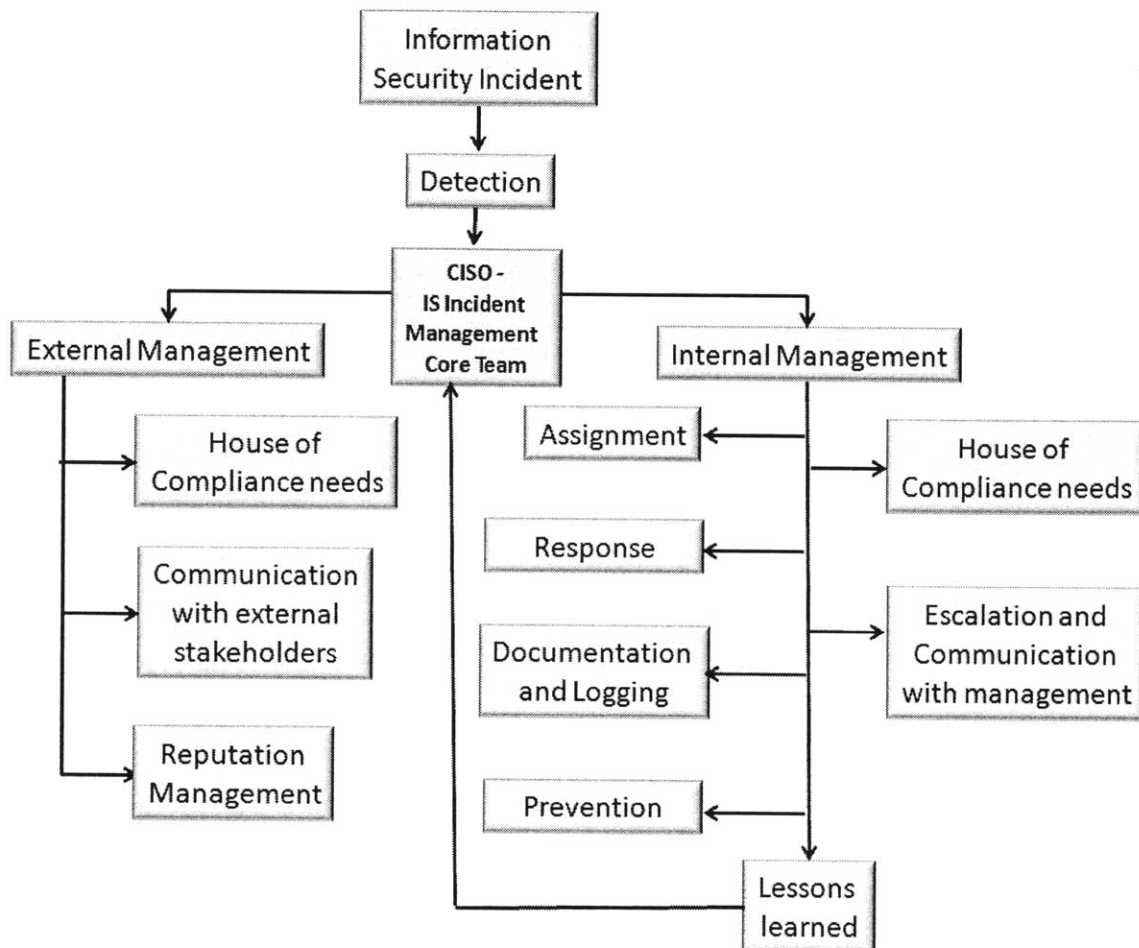 Information
Security Incident
Detection
CISO -
IS Incident
Management
Core Team
External Management
House of
Compliance needs
Communication
with external
stakeholders
Reputation
Management
Internal Management
Assignment
Response
Documentation
and Logging
Prevention
House of
Compliance needs
Escalation and
Communication
with management
Lessons
learned